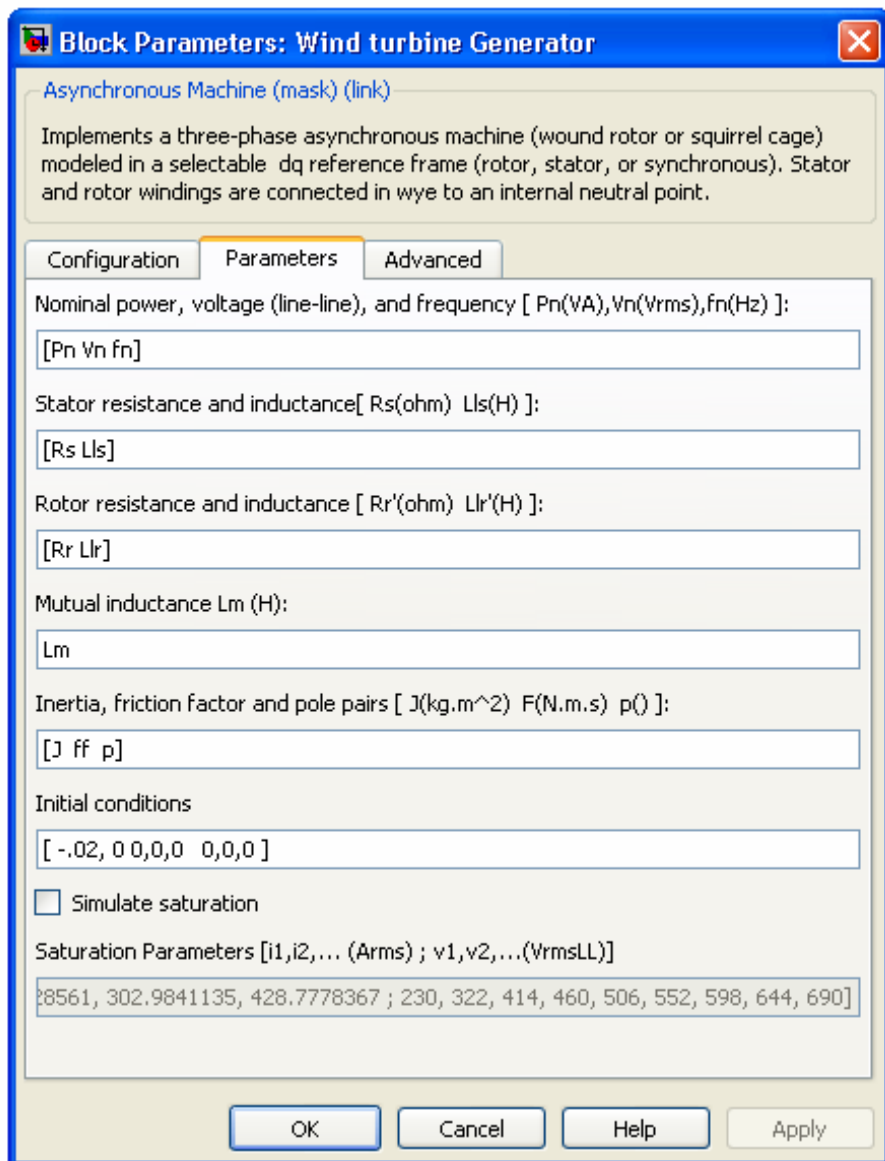 Block Parameters: Wind turbine Generator
Asynchronous Machine (mask) (link)
Implements a three-phase asynchronous machine (wound rotor or squirrel cage)
modeled in a selectable dq reference frame (rotor, stator, or synchronous). Stator
and rotor windings are connected in wye to an internal neutral point.
Configuration Parameters Advanced
Nominal power, voltage (line-line), and frequency [ Pn(VA),Vn(Vrms),fn(Hz) ]:
[Pn Vn fn]
Stator resistance and inductance[ Rs(ohm) Lls(H) ]:
[Rs Lls]
Rotor resistance and inductance [ Rr'(ohm) Llr'(H) ]:
[Rr Llr]
Mutual inductance Lm (H):
Lm
Inertia, friction factor and pole pairs [ J(kg.m^2) F(N.m.s) p() ]:
[J ff p]
Initial conditions
[ -.02, 0 0,0,0 0,0,0 ]
Simulate saturation
Saturation Parameters [i1,i2,... (Arms) ; v1,v2,...(VrmsLL)]
28561, 302.9841135, 428.7778367 ; 230, 322, 414, 460, 506, 552, 598, 644, 690]
OK Cancel Help Apply